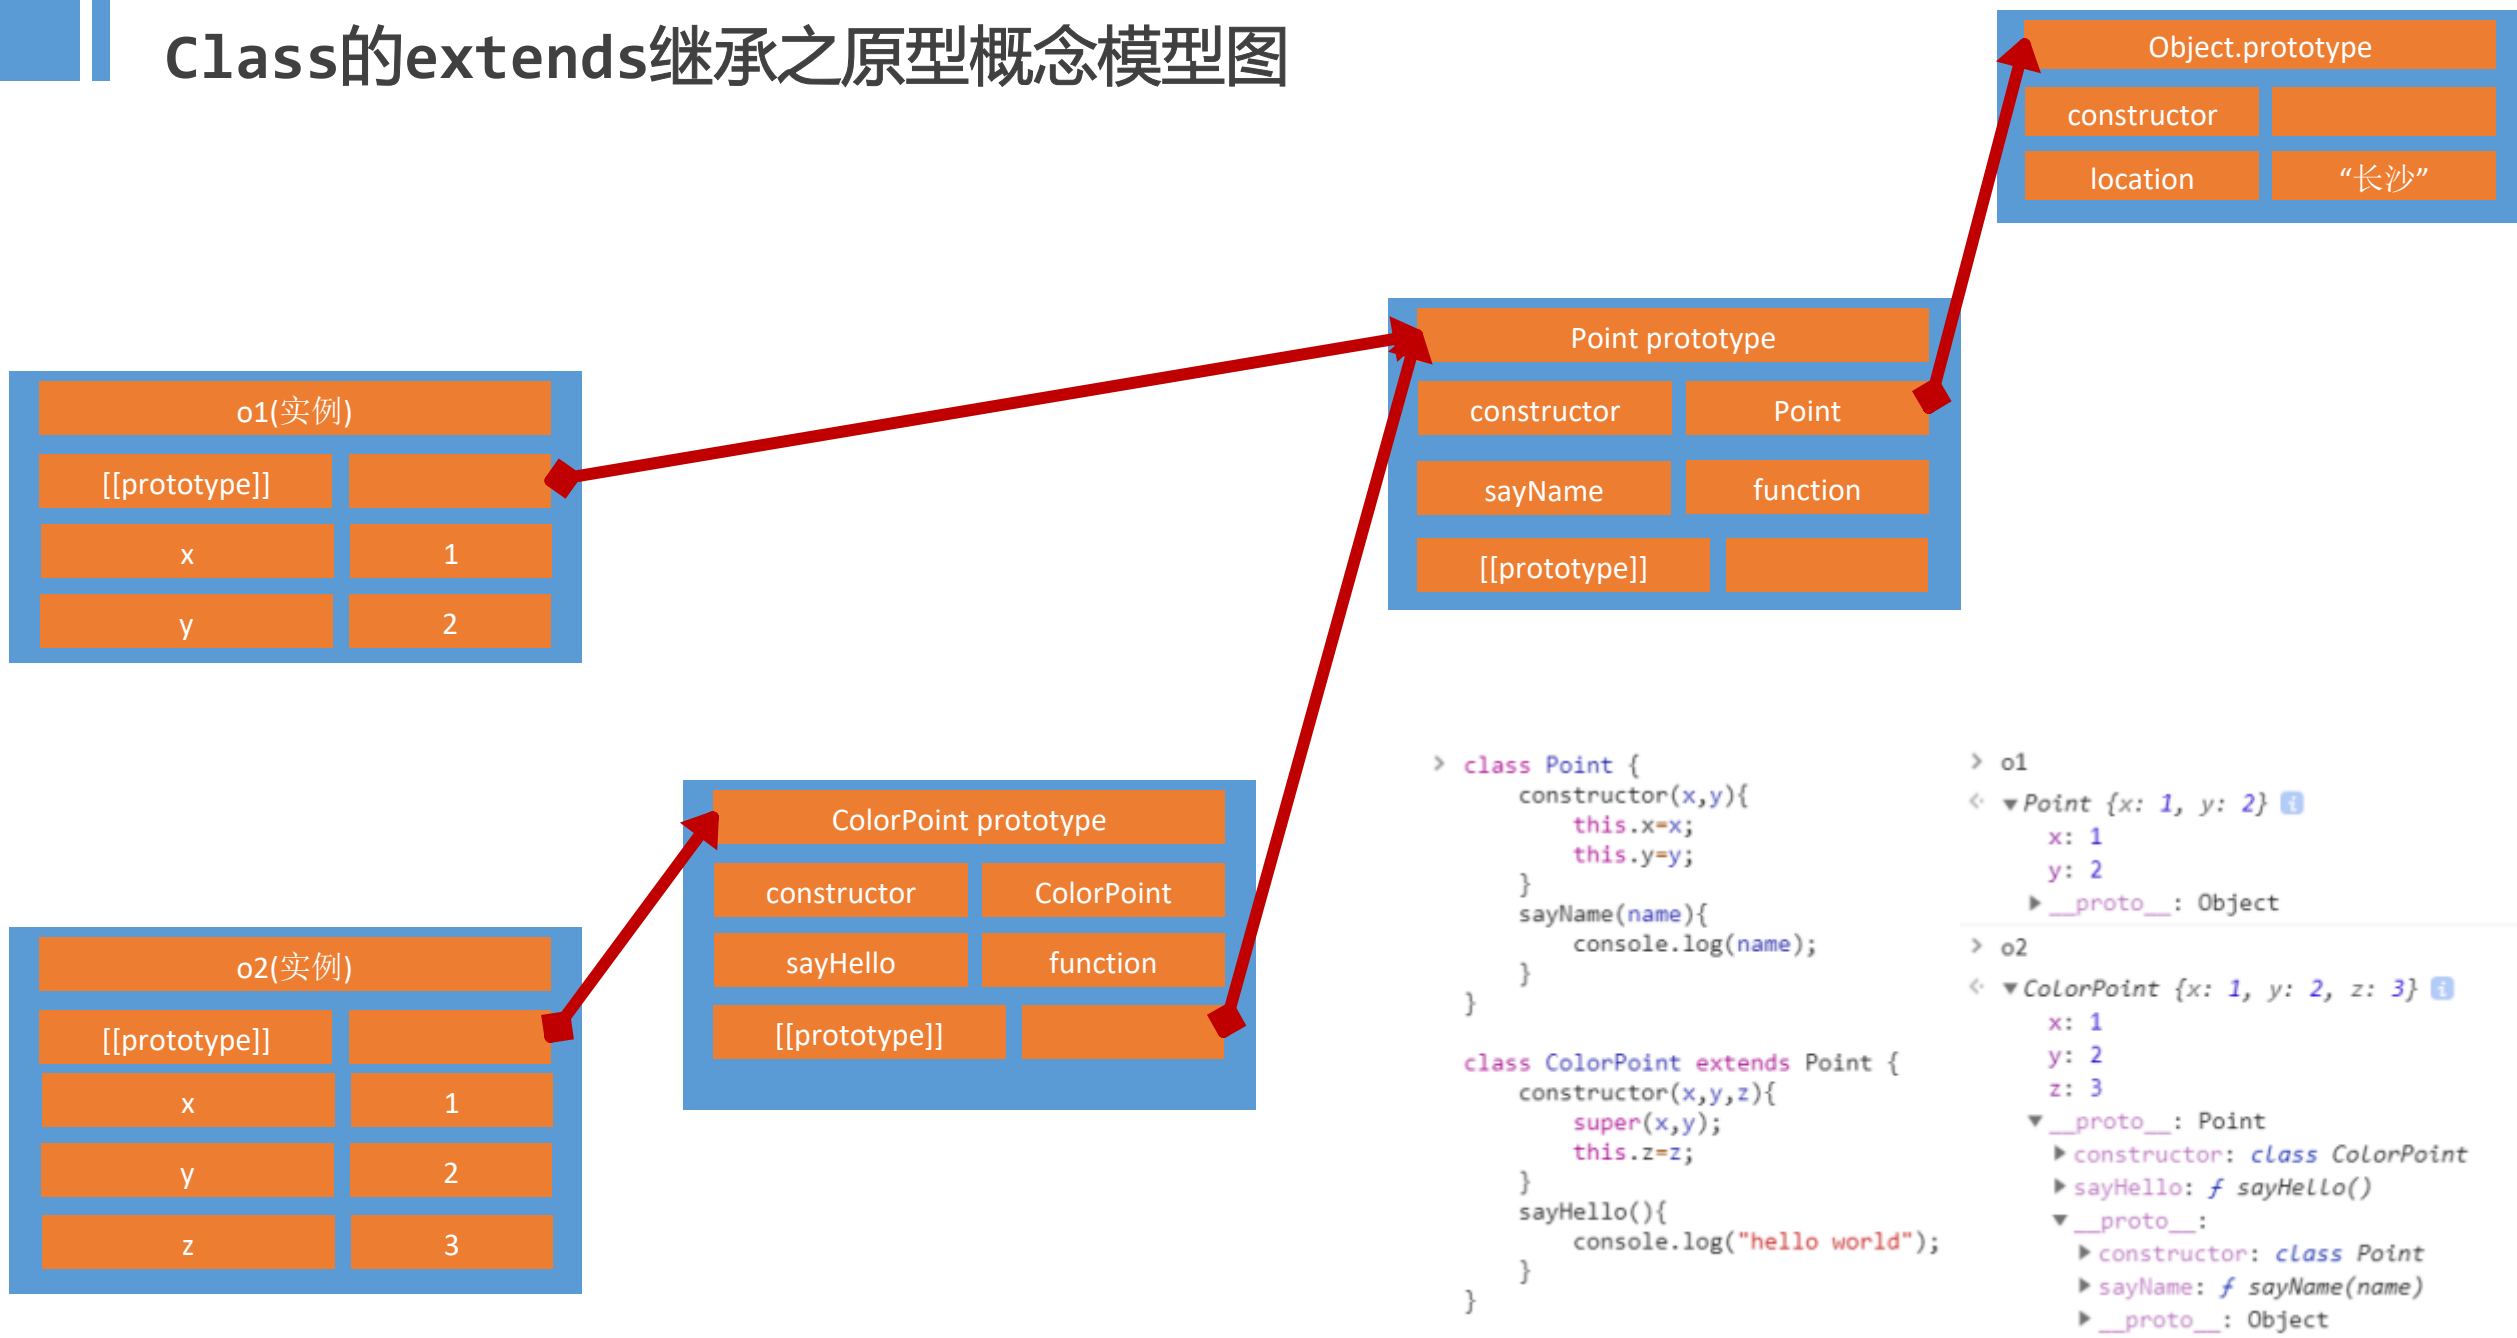 Class的extends继承之原型概念模型图
Object.prototype
constructor
location “长沙”
Point prototype
constructor Point
sayName function
[[prototype]]
o1(实例)
[[prototype]]
x 1
y 2
ColorPoint prototype
constructor ColorPoint
sayHello function
[[prototype]]
o2(实例)
[[prototype]]
x 1
y 2
z 3
> class Point {
constructor(x,y){
this.x=x;
this.y=y;
}
sayName(name){
console.log(name);
}
}
class ColorPoint extends Point {
constructor(x,y,z){
super(x,y);
this.z=z;
}
sayHello(){
console.log("hello world");
}
}
> o1
<· ▼Point {x: 1, y: 2} i
x: 1
y: 2
▶__proto__: Object
> o2
<· ▼ColorPoint {x: 1, y: 2, z: 3} i
x: 1
y: 2
z: 3
▼__proto__: Point
▶constructor: class ColorPoint
▶sayHello: ƒ sayHello()
▼__proto__:
▶constructor: class Point
▶sayName: ƒ sayName(name)
▶__proto__: Object